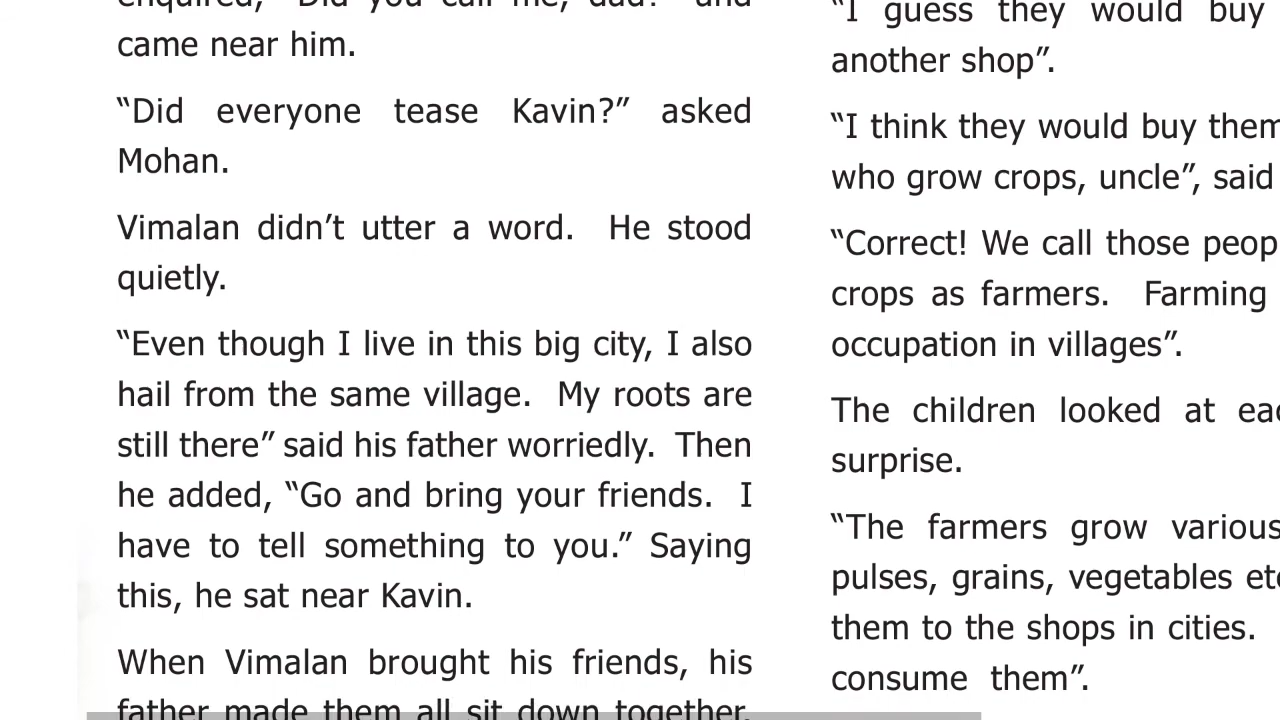 enquired, “Did you call me, dad?” and
came near him.
“Did everyone tease Kavin?” asked
Mohan.
Vimalan didn’t utter a word. He stood
quietly.
“Even though I live in this big city, I also
hail from the same village. My roots are
still there” said his father worriedly. Then
he added, “Go and bring your friends. I
have to tell something to you.” Saying
this, he sat near Kavin.
When Vimalan brought his friends, his
father made them all sit down together.
“I guess they would buy
another shop”.
“I think they would buy them
who grow crops, uncle”, said
“Correct! We call those
crops as farmers. Farming
occupation in villages”.
The children looked at
surprise.
“The farmers grow various
pulses, grains, vegetables
them to the shops in cities.
consume them”.